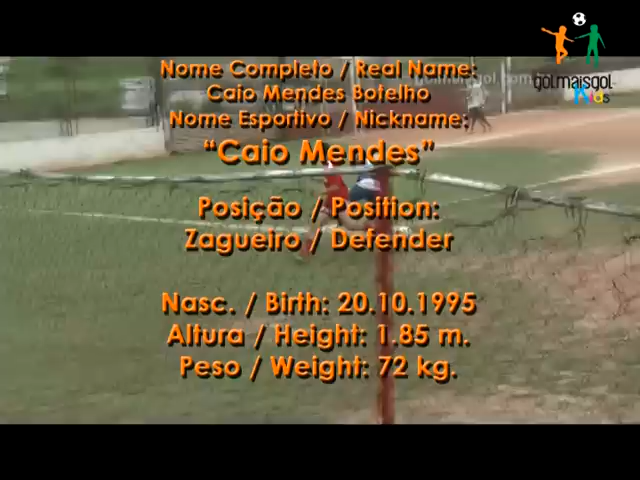 Nome Completo / Real Name:
Caio Mendes Botelho
Nome Esportivo / Nickname:
"Caio Mendes"
Posição / Position:
Zagueiro / Defender
Nasc. / Birth: 20.10.1995
Altura / Height: 1.85 m.
Peso / Weight: 72 kg.
golmaisgol
Kids